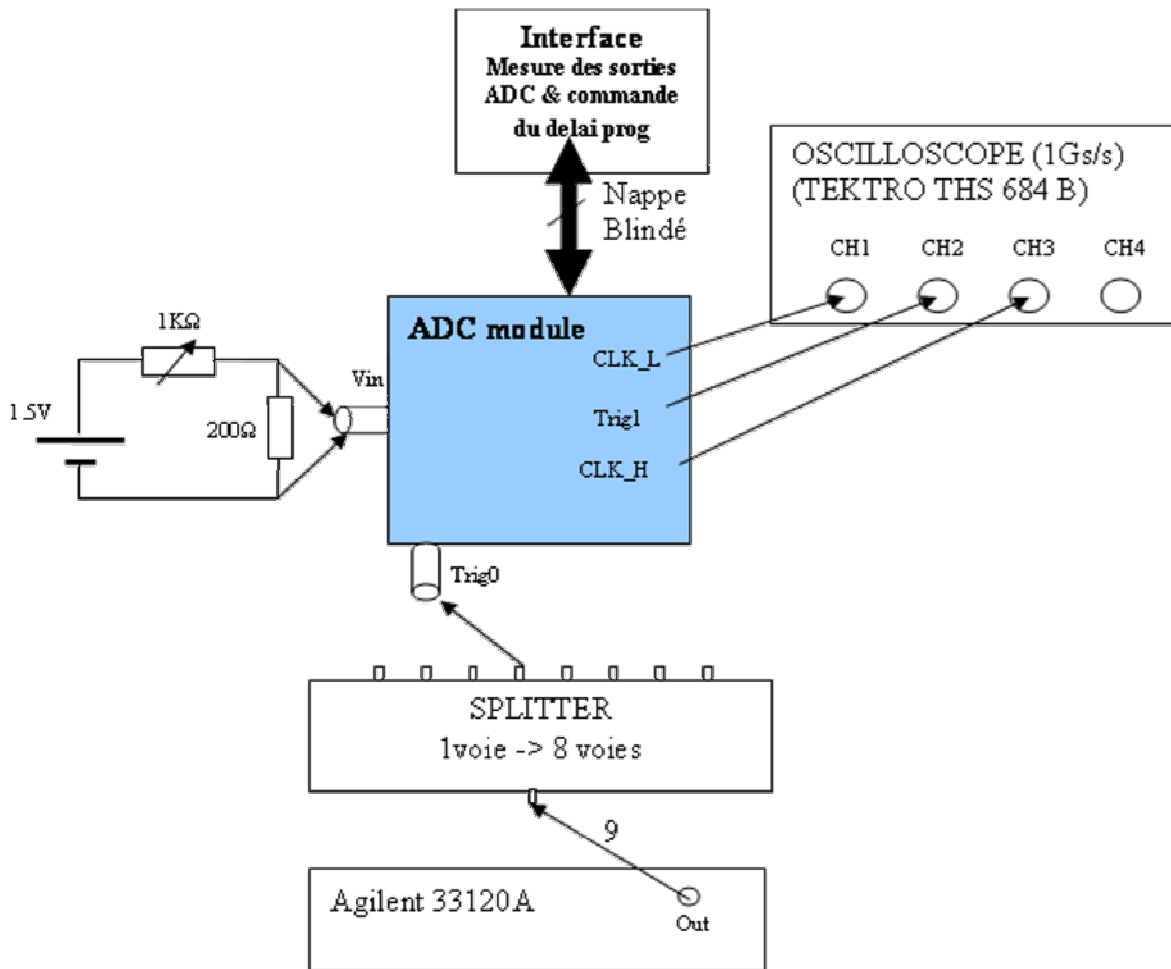 Interface
Mesure des sorties
ADC & commande
du delai prog
OSCILLOSCOPE (1Gs/s)
(TEKTRO THS 684 B)
CH1 CH2 CH3 CH4
Nappe
Blindé
ADC module
CLK_L
Trig1
CLK_H
1KΩ
Vin
1.5V
200Ω
Trig0
SPLITTER
1voie -> 8 voies
9
Agilent 33120A
Out